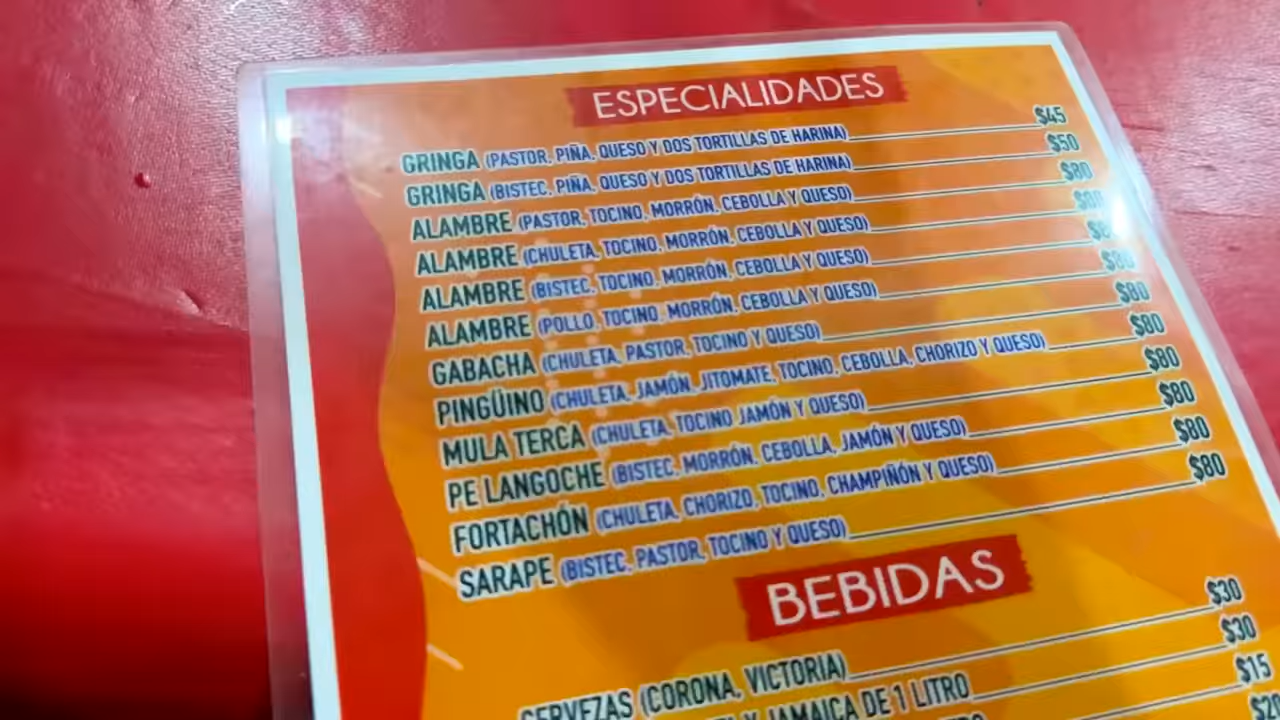 ESPECIALIDADES
GRINGA (PASTOR, PIÑA, QUESO Y DOS TORTILLAS DE HARINA) $45
GRINGA (BISTEC, PIÑA, QUESO Y DOS TORTILLAS DE HARINA) $50
ALAMBRE (PASTOR, TOCINO, MORRÓN, CEBOLLA Y QUESO) $80
ALAMBRE (CHULETA, TOCINO, MORRÓN, CEBOLLA Y QUESO) $80
ALAMBRE (BISTEC, TOCINO, MORRÓN, CEBOLLA Y QUESO)
ALAMBRE (POLLO, TOCINO, MORRÓN, CEBOLLA Y QUESO) $80
GABACHA (CHULETA, PASTOR, TOCINO Y QUESO) $80
PINGÜINO (CHULETA, JAMÓN, JITOMATE, TOCINO, CEBOLLA, CHORIZO Y QUESO) $80
MULA TERCA (CHULETA, TOCINO JAMÓN Y QUESO) $80
PE LANGOCHE (BISTEC, MORRÓN, CEBOLLA, JAMÓN Y QUESO) $80
FORTACHÓN (CHULETA, CHORIZO, TOCINO, CHAMPIÑÓN Y QUESO) $80
SARAPE (BISTEC, PASTOR, TOCINO Y QUESO) $80
BEBIDAS
CERVEZAS (CORONA, VICTORIA) $30
Y JAMAICA DE 1 LITRO $30
$15